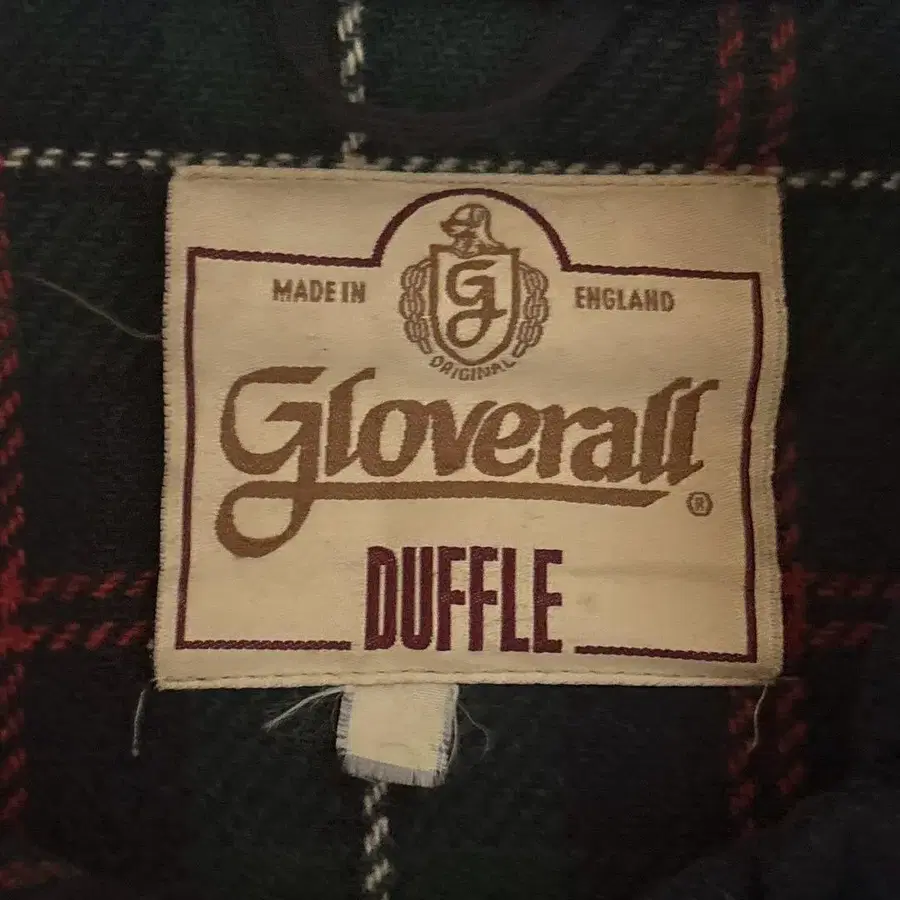 G
MADE IN ENGLAND
ORIGINAL
Gloverall ®
DUFFLE